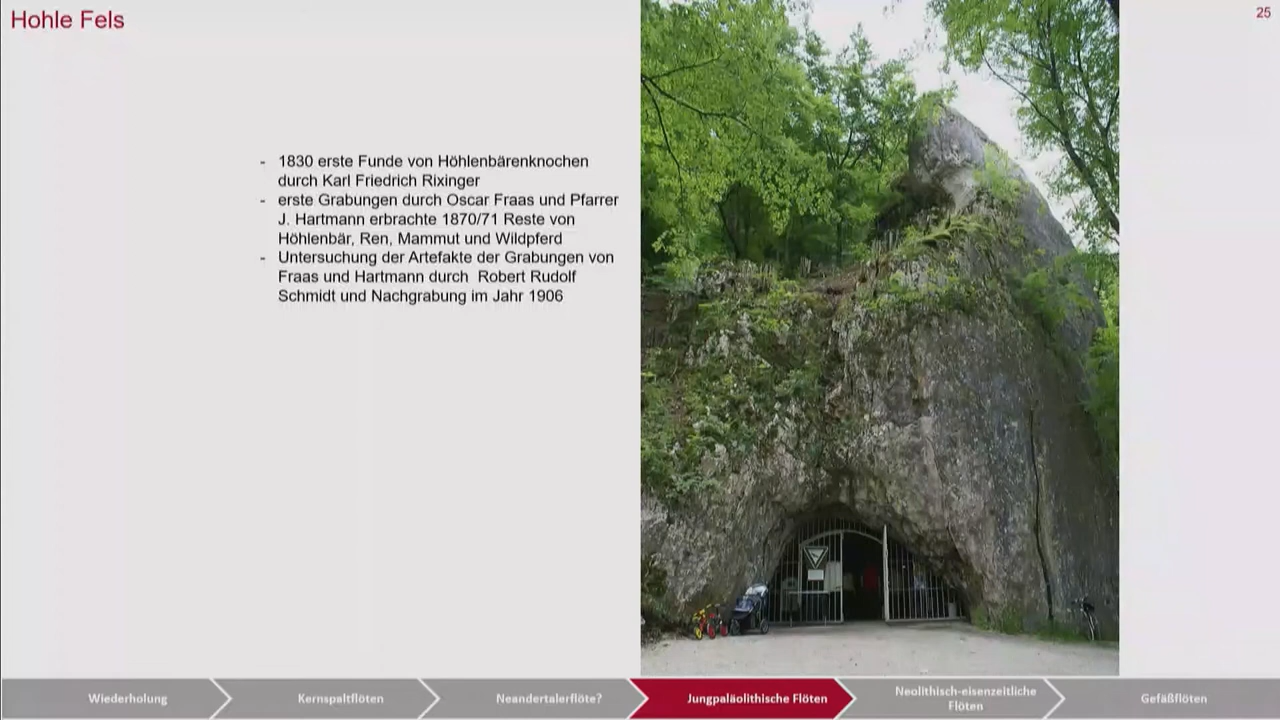 Hohle Fels
25
- 1830 erste Funde von Höhlenbärenknochen
durch Karl Friedrich Rixinger
- erste Grabungen durch Oscar Fraas und Pfarrer
J. Hartmann erbrachte 1870/71 Reste von
Höhlenbär, Ren, Mammut und Wildpferd
- Untersuchung der Artefakte der Grabungen von
Fraas und Hartmann durch Robert Rudolf
Schmidt und Nachgrabung im Jahr 1906
Wiederholung
Kernspaltflöten
Neandertalerflöte?
Jungpaläolithische Flöten
Neolithisch-eisenzeitliche
Flöten
Gefäßflöten